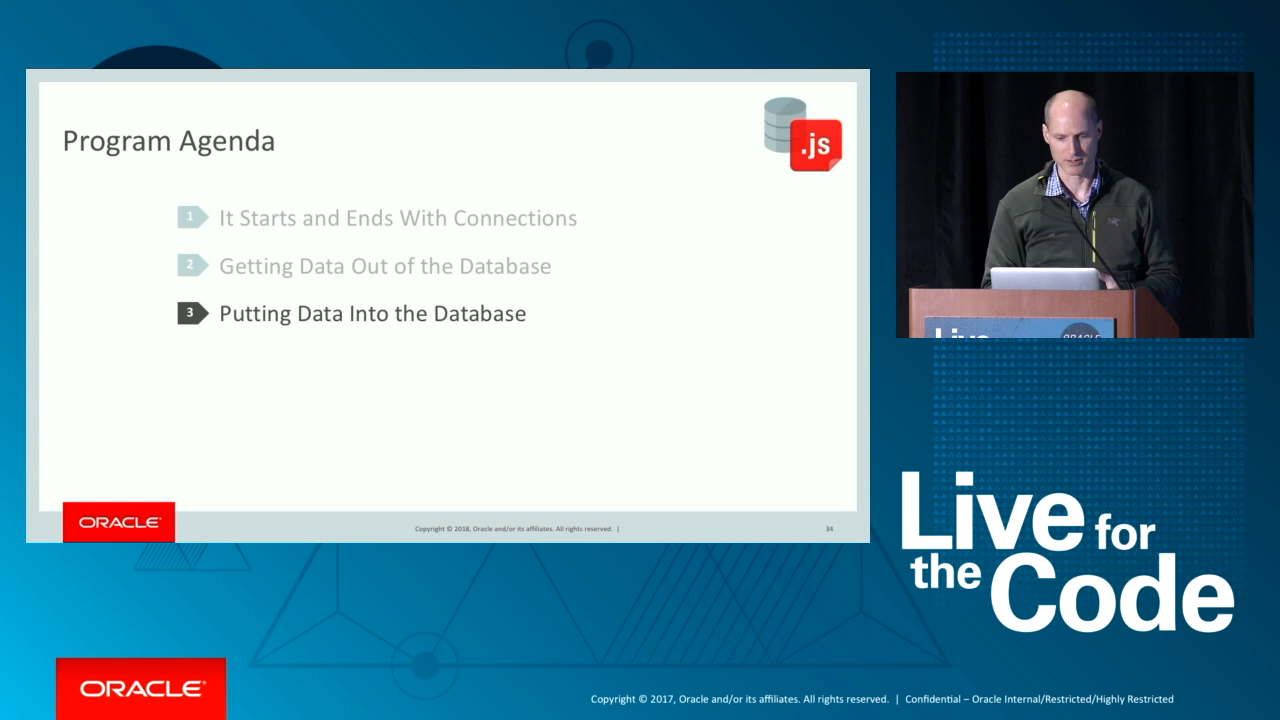 Program Agenda
.js
1 It Starts and Ends With Connections
2 Getting Data Out of the Database
3 Putting Data Into the Database
ORACLE
Copyright © 2018, Oracle and/or its affiliates. All rights reserved. |
34
Live
ORACLE
Live for
the Code
ORACLE
Copyright © 2017, Oracle and/or its affiliates. All rights reserved. | Confidential – Oracle Internal/Restricted/Highly Restricted